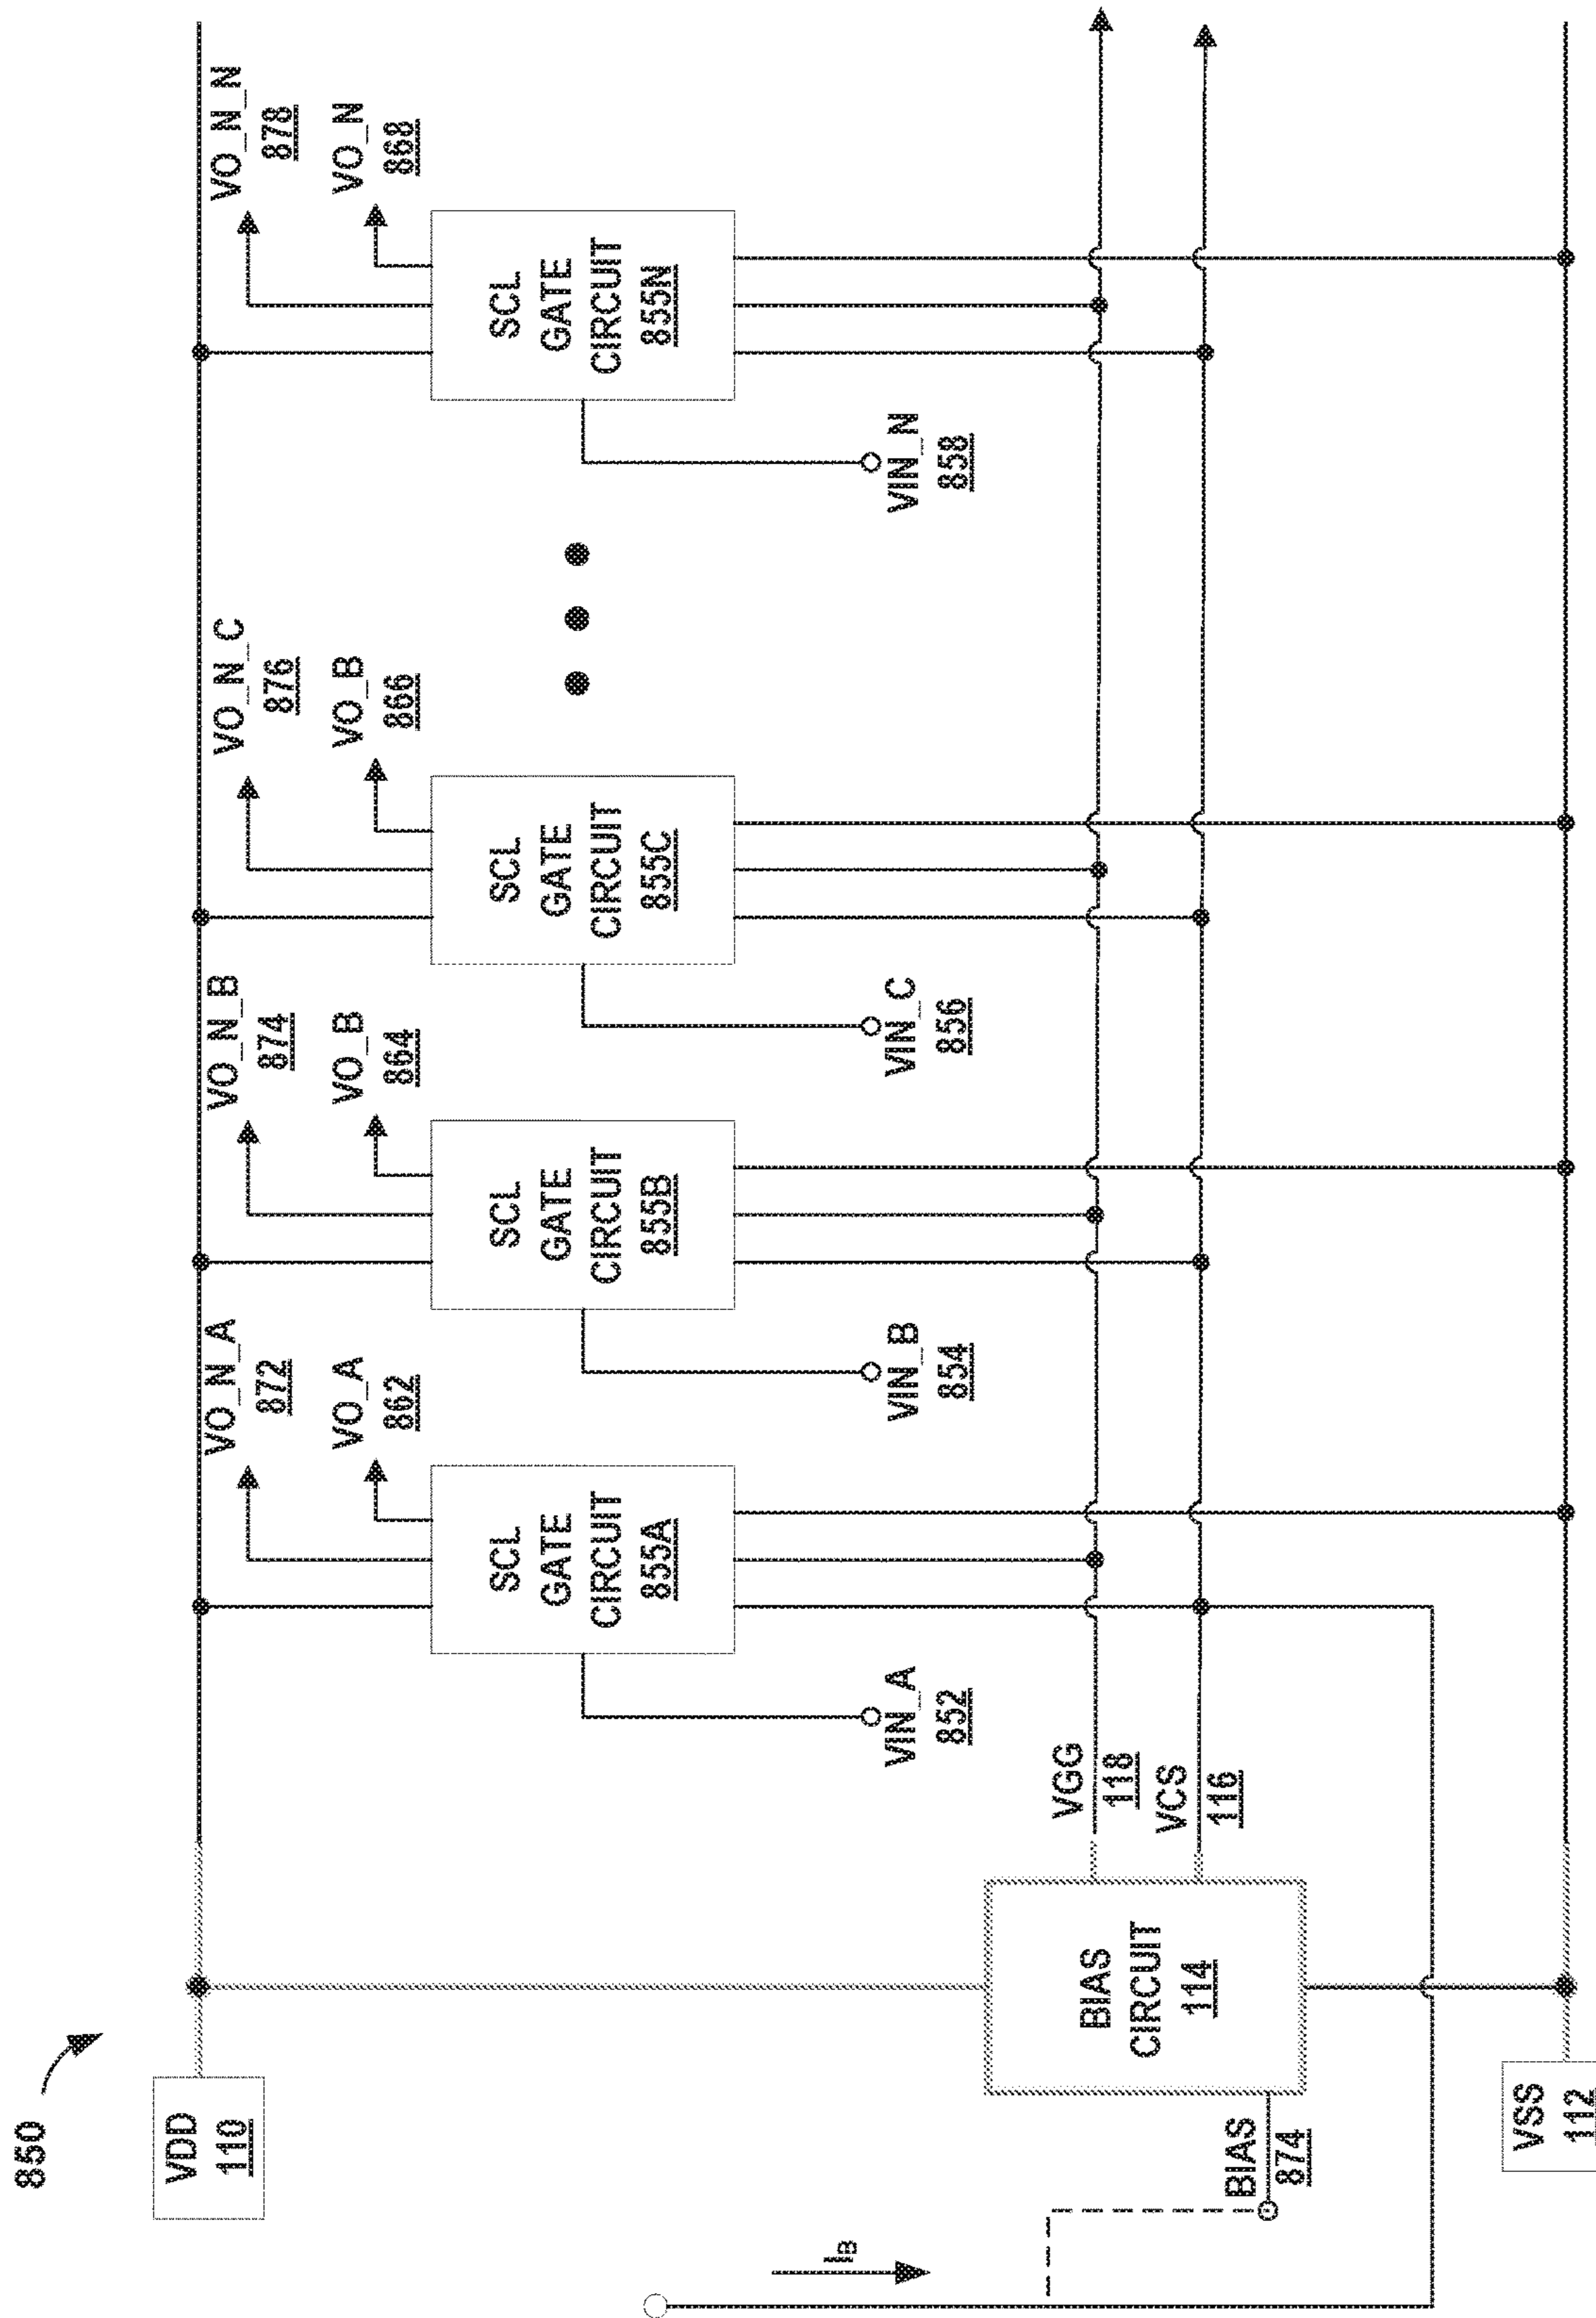 850
VDD
110
VO_N_A
872
VO_A
862
VO_N_B
874
VO_B
864
VO_N_C
876
VO_B
866
VO_N_N
878
VO_N
868
SCL
GATE
CIRCUIT
855A
SCL
GATE
CIRCUIT
855B
SCL
GATE
CIRCUIT
855C
SCL
GATE
CIRCUIT
855N
VIN_A
852
VIN_B
854
VIN_C
856
VIN_N
858
IB
BIAS
874
BIAS
CIRCUIT
114
VGG
118
VCS
116
VSS
112